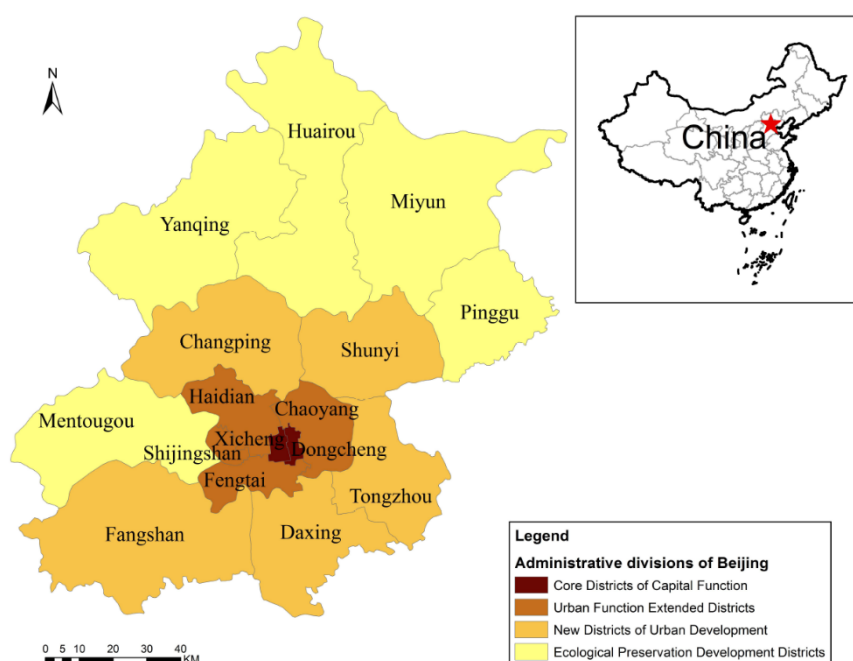 N
Huairou
Miyun
Yanqing
Pinggu
Changping
Shunyi
Haidian
Chaoyang
Mentougou
Xicheng
Shijingshan
Dongcheng
Fengtai
Tongzhou
Fangshan
Daxing
China
Legend
Administrative divisions of Beijing
Core Districts of Capital Function
Urban Function Extended Districts
New Districts of Urban Development
Ecological Preservation Development Districts
0 5 10 20 30 40
KM